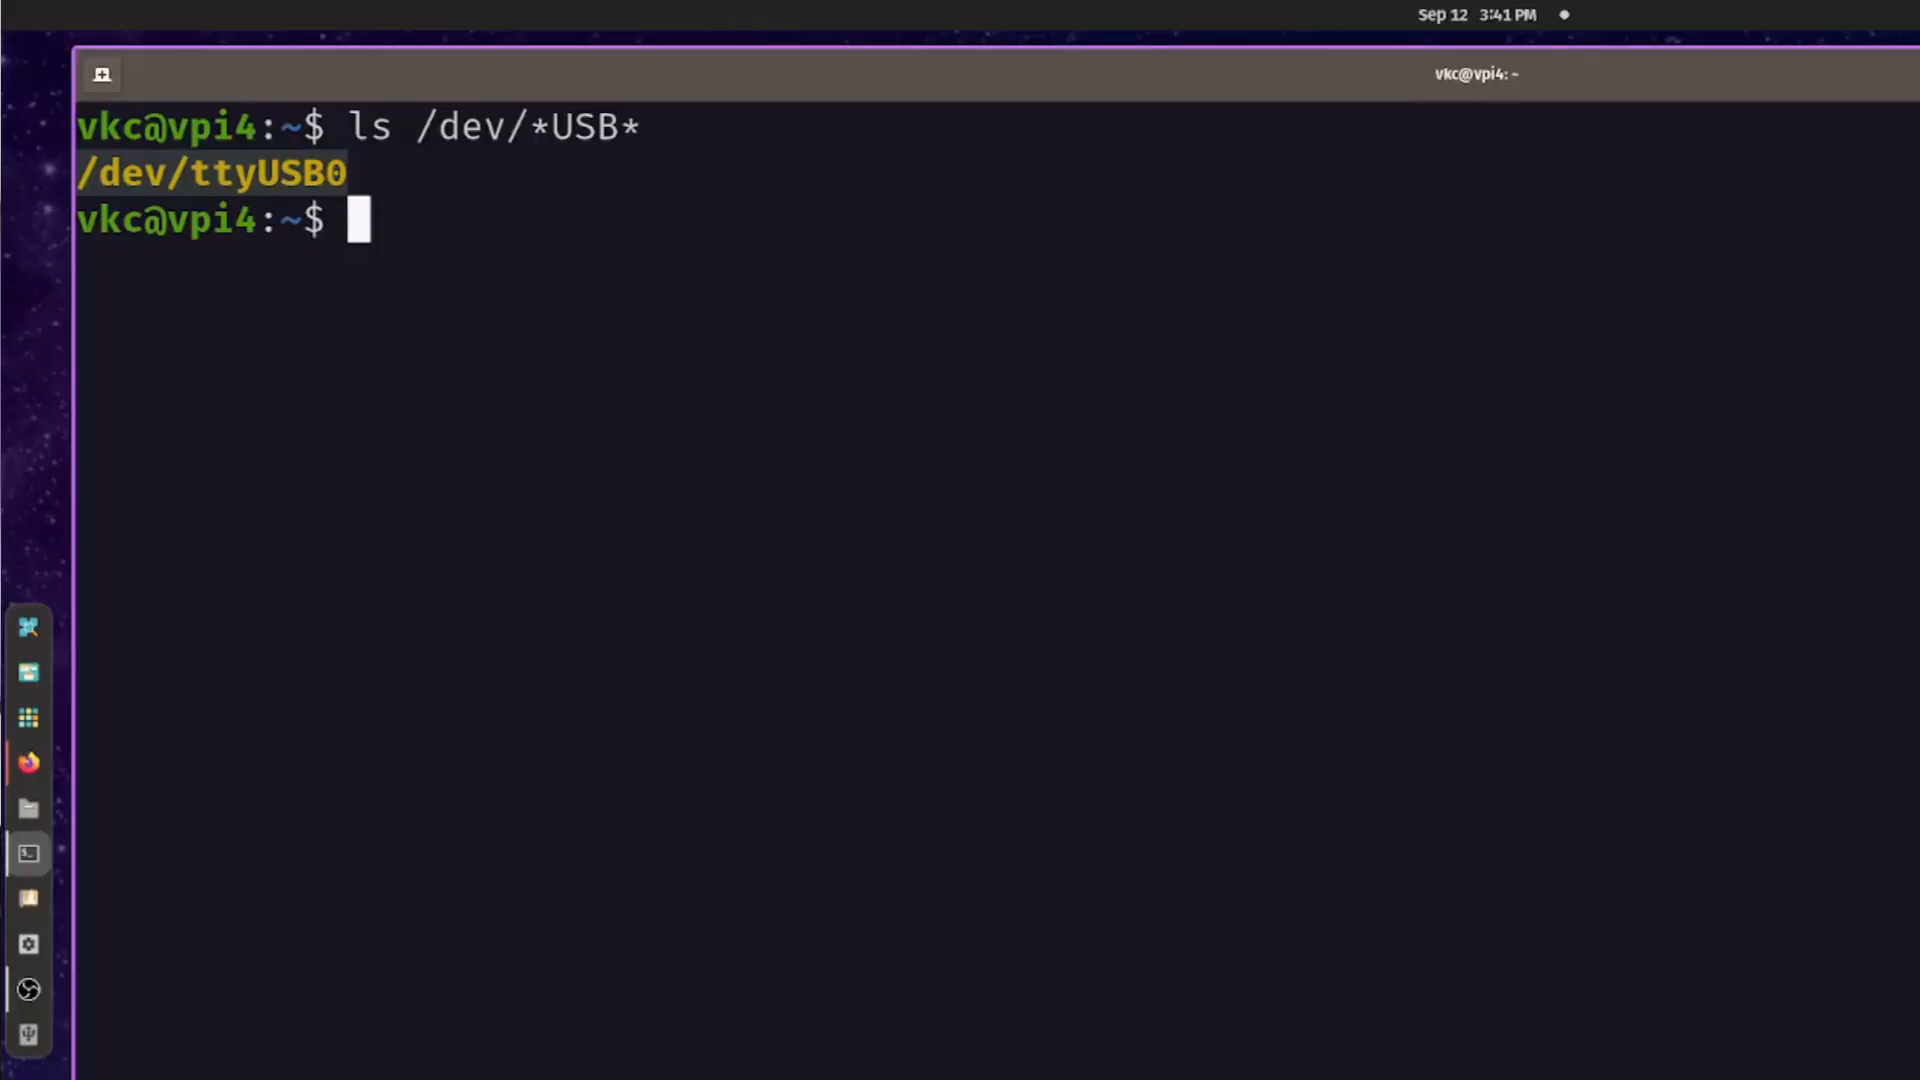 Sep 12 3:41 PM
vkc@vpi4: ~
vkc@vpi4:~$ ls /dev/*USB*
/dev/ttyUSB0
vkc@vpi4:~$